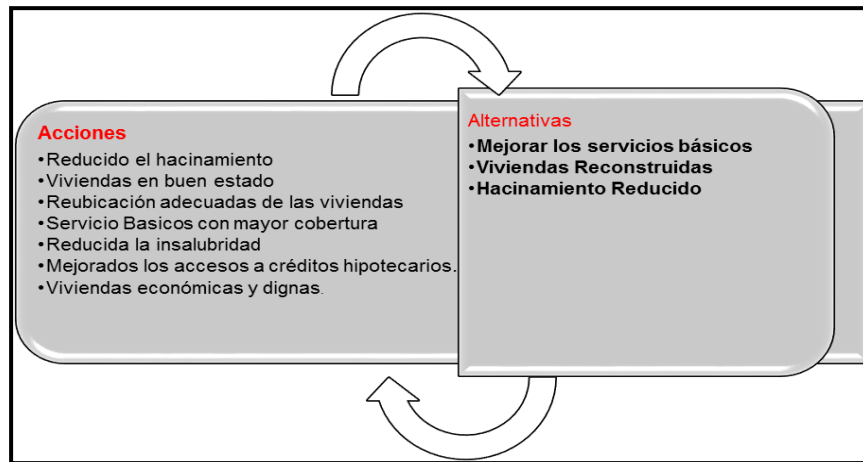 Acciones
•Reducido el hacinamiento
•Viviendas en buen estado
•Reubicación adecuadas de las viviendas
•Servicio Basicos con mayor cobertura
•Reducida la insalubridad
•Mejorados los accesos a créditos hipotecarios.
•Viviendas económicas y dignas.
Alternativas
•Mejorar los servicios básicos
•Viviendas Reconstruidas
•Hacinamiento Reducido